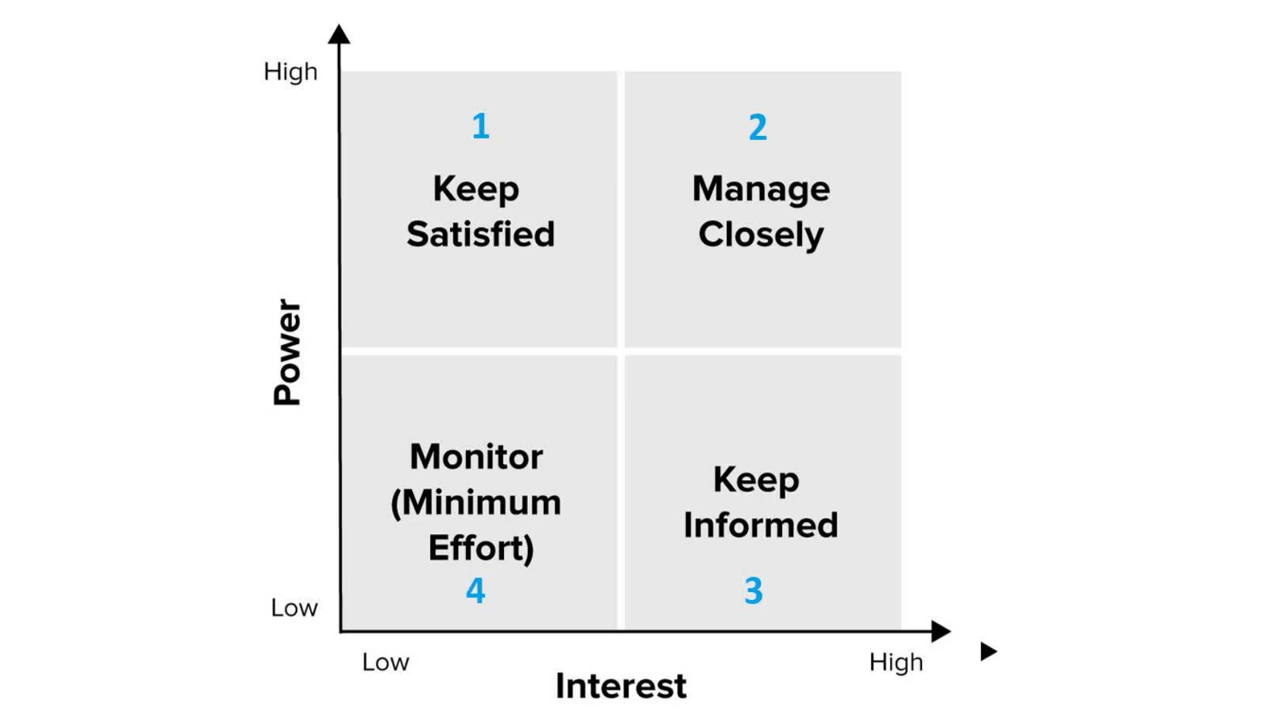 High
1
Keep
Satisfied
2
Manage
Closely
Power
Monitor
(Minimum
Effort)
4
Keep
Informed
3
Low
Low
High
Interest